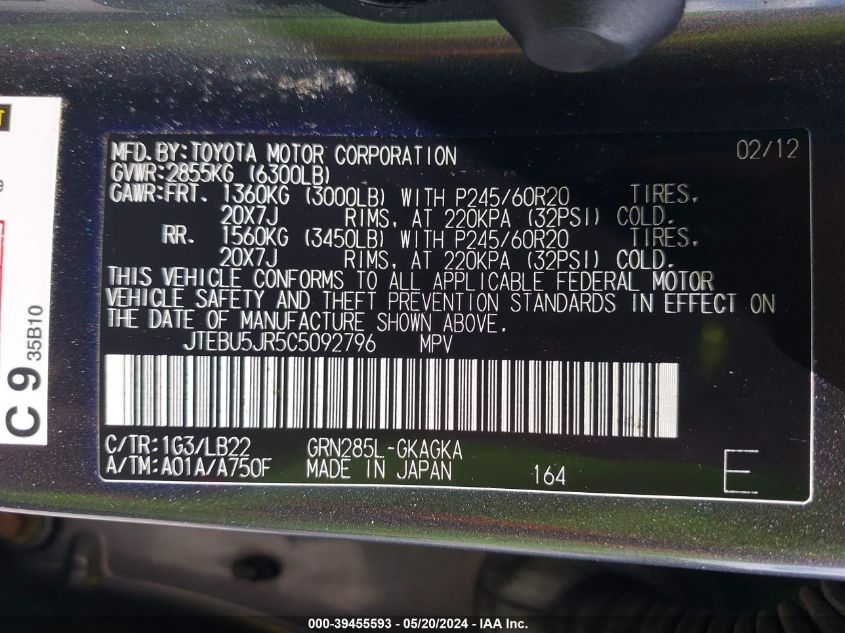 MFD.BY:TOYOTA MOTOR CORPORATION 02/12
GVWR:2855KG (6300LB)
GAWR:FRT. 1360KG (3000LB) WITH P245/60R20 TIRES,
20X7J RIMS, AT 220KPA (32PSI) COLD.
RR. 1560KG (3450LB) WITH P245/60R20 TIRES,
20X7J RIMS, AT 220KPA (32PSI) COLD.
THIS VEHICLE CONFORMS TO ALL APPLICABLE FEDERAL MOTOR
VEHICLE SAFETY AND THEFT PREVENTION STANDARDS IN EFFECT ON
THE DATE OF MANUFACTURE SHOWN ABOVE.
JTEBU5JR5C5092796 MPV
C/TR:1G3/LB22 GRN285L-GKAGKA
A/TM:A01A/A750F MADE IN JAPAN 164 E
C 9 35B10
000-39455593 - 05/20/2024 - IAA Inc.